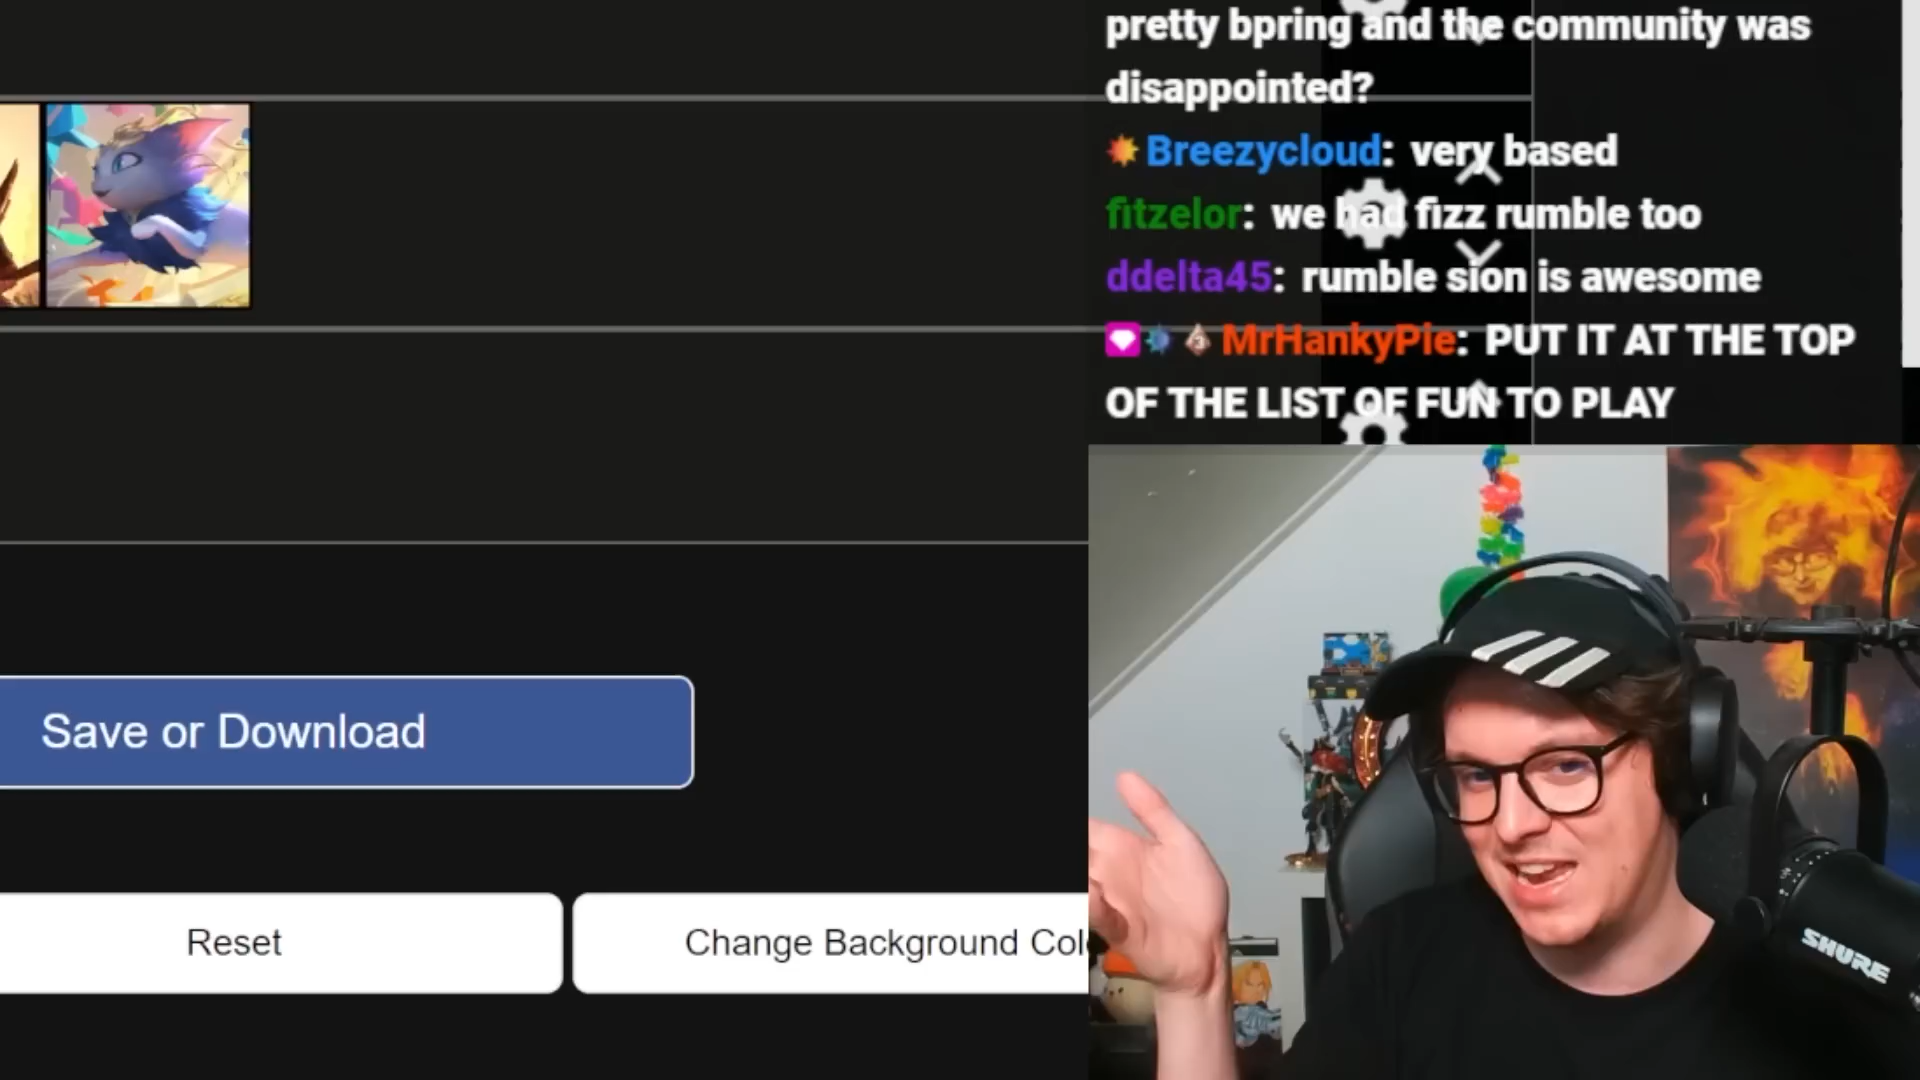 pretty bpring and the community was
disappointed?
Breezycloud: very based
fitzelor: we had fizz rumble too
ddelta45: rumble sion is awesome
MrHankyPie: PUT IT AT THE TOP
OF THE LIST OF FUN TO PLAY
Save or Download
Reset
Change Background Col
SHURE